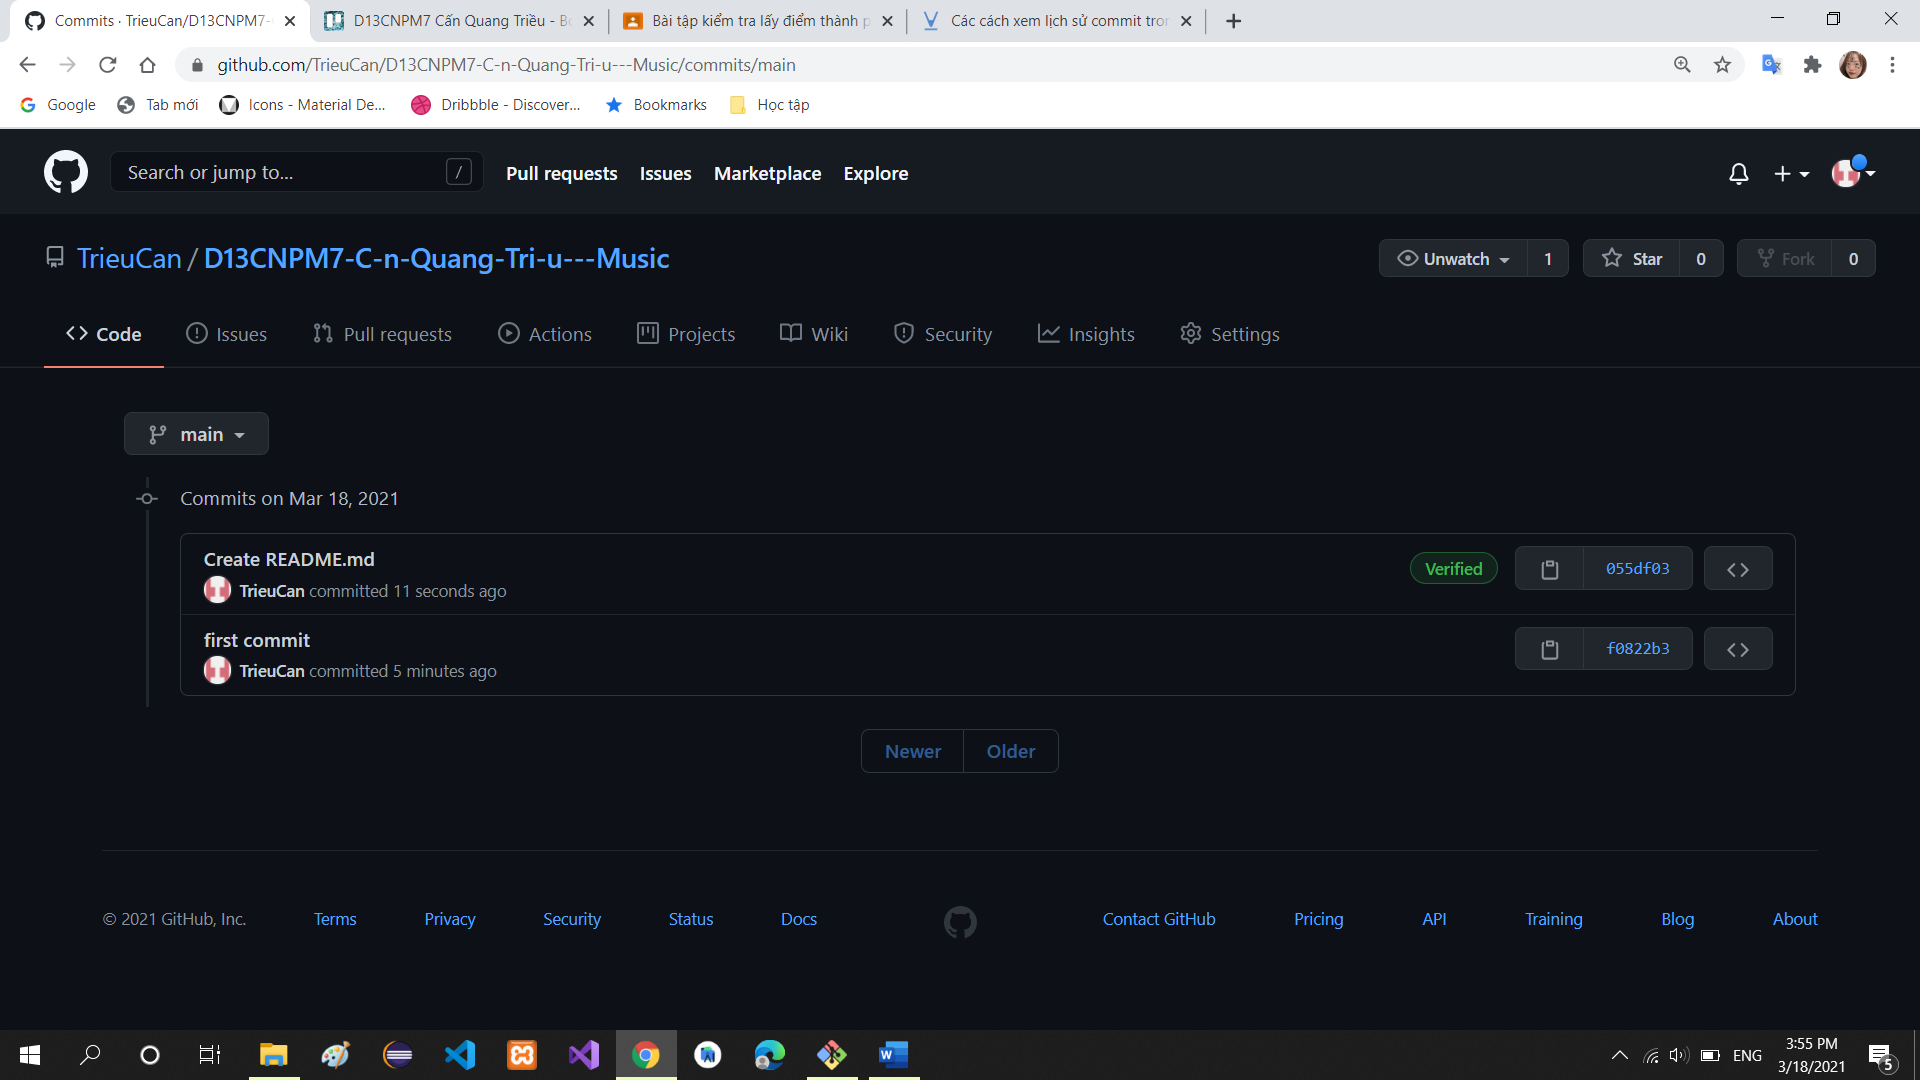 Commits · TrieuCan/D13CNPM7-
D13CNPM7 Cấn Quang Triều - B
Bài tập kiểm tra lấy điểm thành p
Các cách xem lịch sử commit tro
github.com/TrieuCan/D13CNPM7-C-n-Quang-Tri-u---Music/commits/main
Google
Tab mới
Icons - Material De...
Dribbble - Discover...
Bookmarks
Học tập
Search or jump to...
/
Pull requests
Issues
Marketplace
Explore
TrieuCan / D13CNPM7-C-n-Quang-Tri-u---Music
Unwatch
1
Star
0
Fork
0
Code
Issues
Pull requests
Actions
Projects
Wiki
Security
Insights
Settings
main
Commits on Mar 18, 2021
Create README.md
TrieuCan committed 11 seconds ago
Verified
055df03
first commit
TrieuCan committed 5 minutes ago
f0822b3
Newer
Older
© 2021 GitHub, Inc.
Terms
Privacy
Security
Status
Docs
Contact GitHub
Pricing
API
Training
Blog
About
ENG
3:55 PM
3/18/2021
5